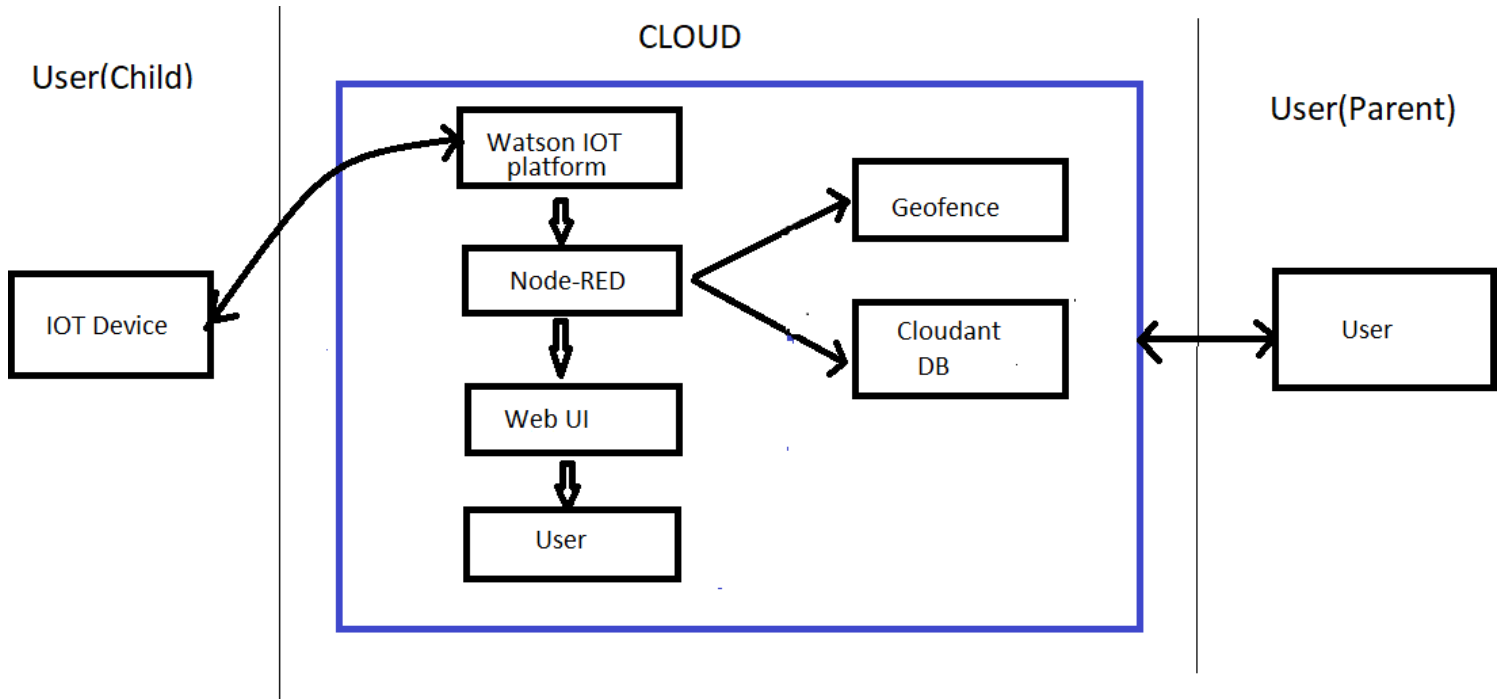 CLOUD
User(Child)
User(Parent)
Watson IOT
platform
Geofence
Node-RED
IOT Device
Cloudant
DB
User
Web UI
User